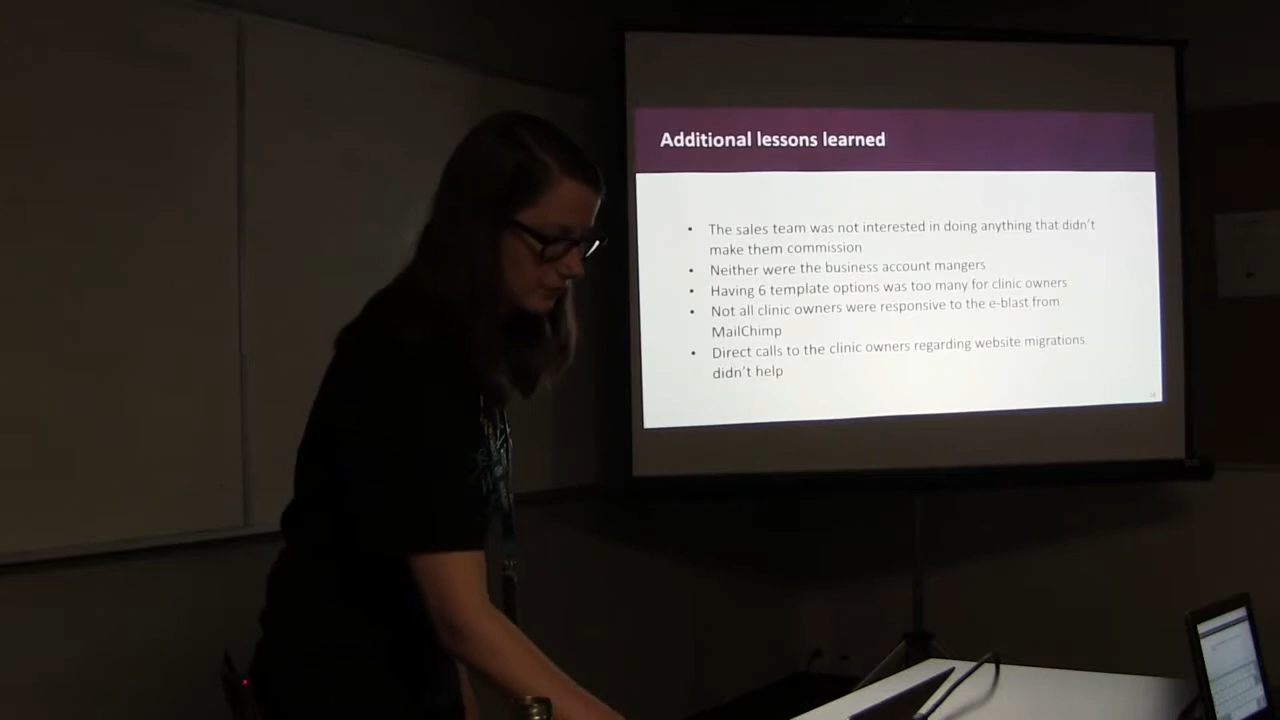 Additional lessons learned
• The sales team was not interested in doing anything that didn't
make them commission
• Neither were the business account mangers
• Having 6 template options was too many for clinic owners
• Not all clinic owners were responsive to the e-blast from
MailChimp
• Direct calls to the clinic owners regarding website migrations
didn't help